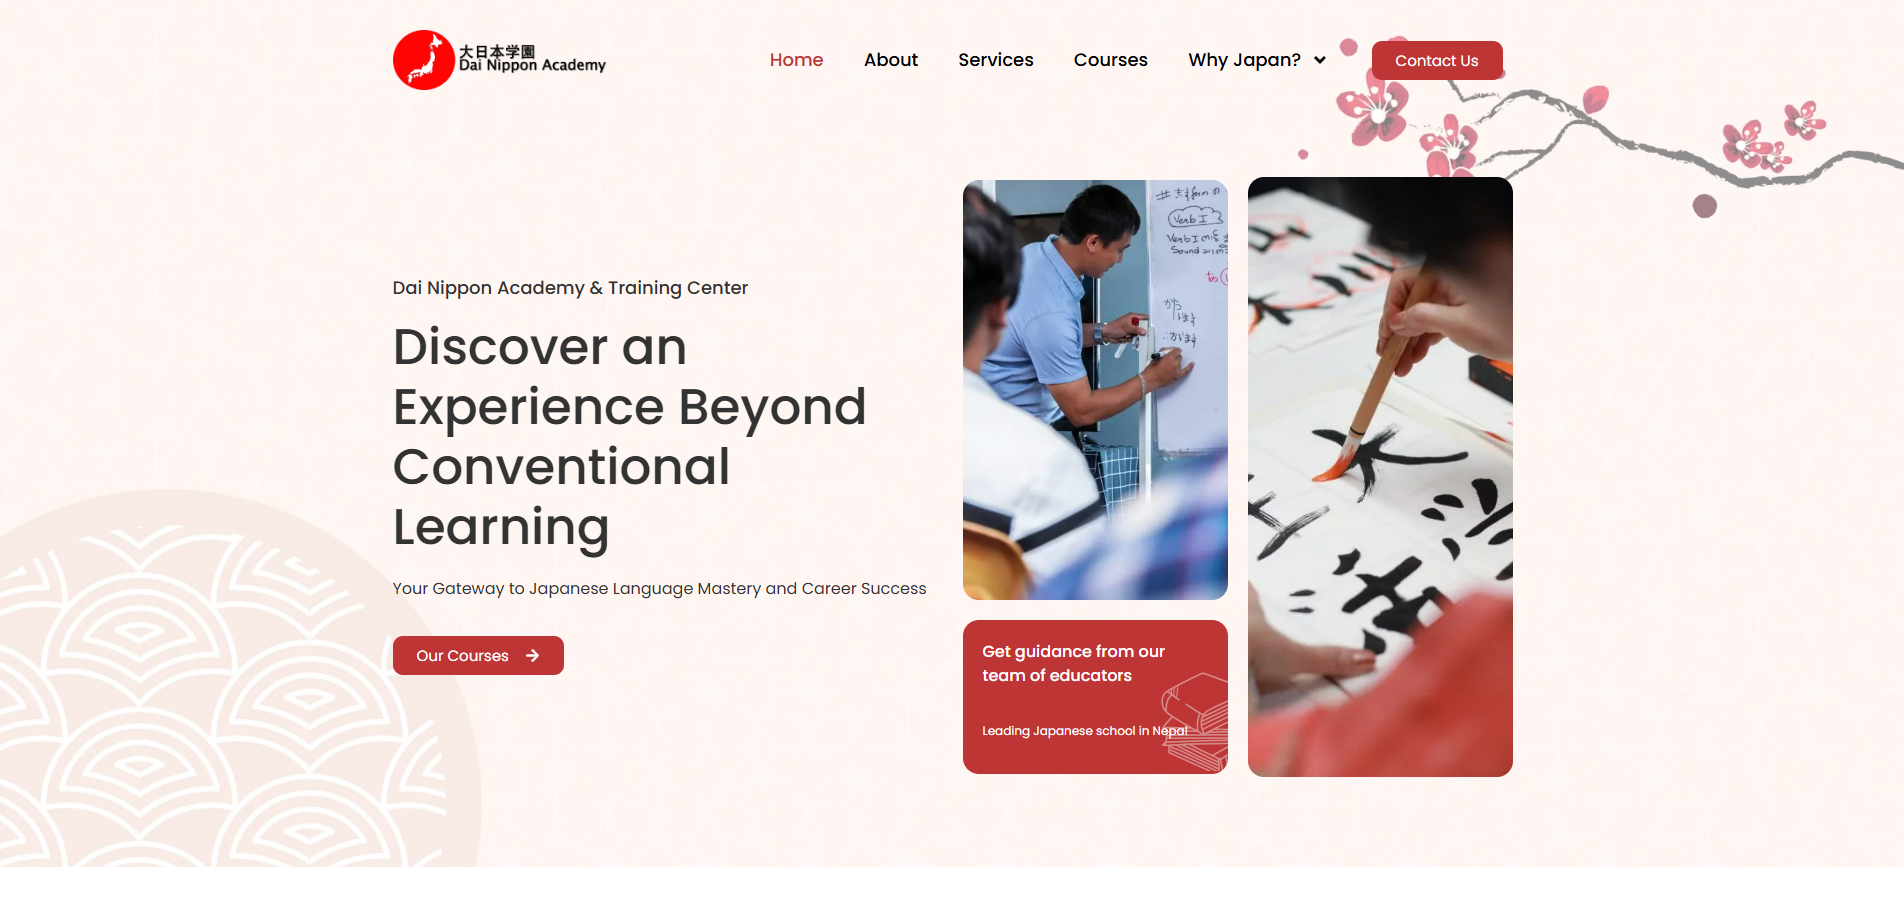 大日本学園
Dai Nippon Academy
Home
About
Services
Courses
Why Japan?
Contact Us
Dai Nippon Academy & Training Center
Discover an
Experience Beyond
Conventional
Learning
Your Gateway to Japanese Language Mastery and Career Success
Our Courses
Verb I
Verb I
Get guidance from our
team of educators
Leading Japanese school in Nepal